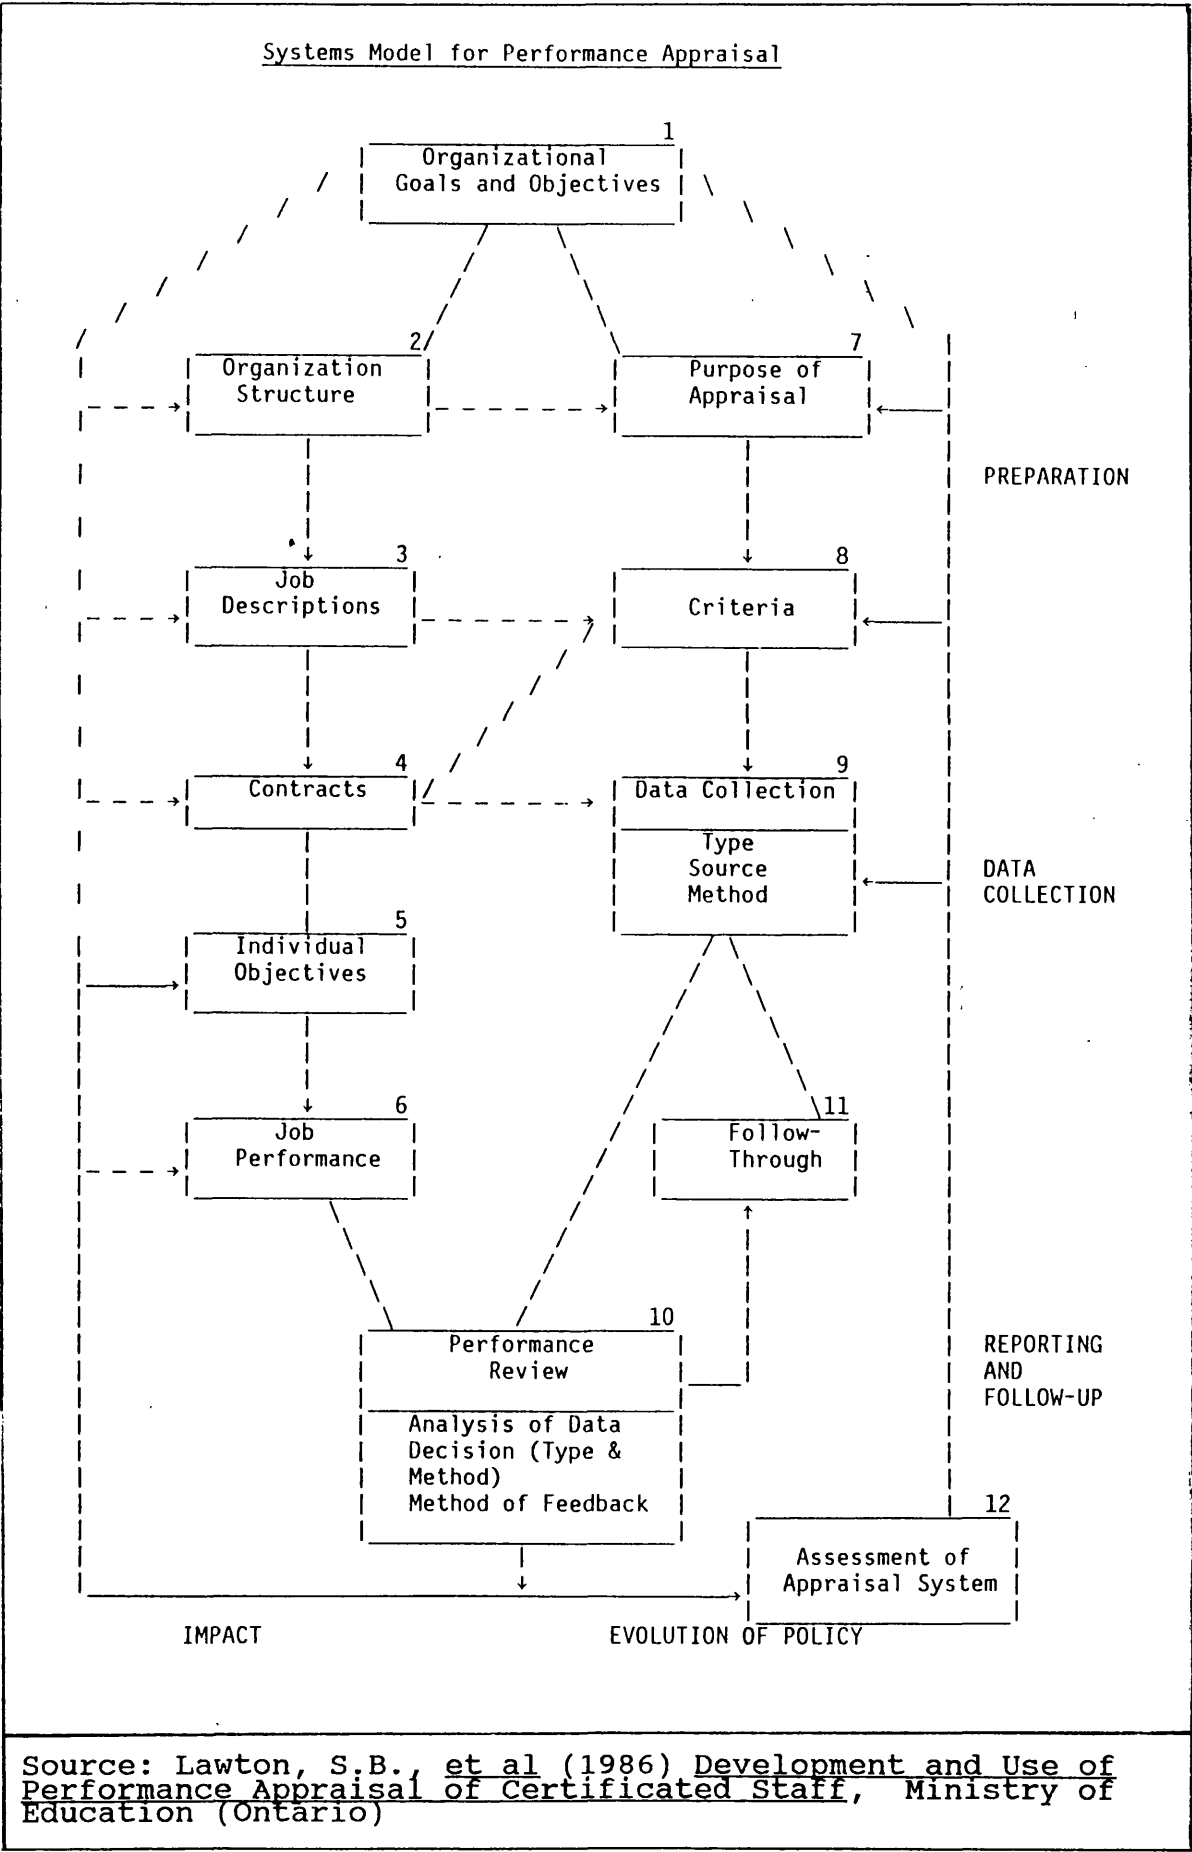 Systems Model for Performance Appraisal
1
Organizational
Goals and Objectives
2
Organization
Structure
7
Purpose of
Appraisal
PREPARATION
3
Job
Descriptions
8
Criteria
4
Contracts
9
Data Collection
Type
Source
Method
DATA
COLLECTION
5
Individual
Objectives
6
Job
Performance
11
Follow-
Through
10
Performance
Review
Analysis of Data
Decision (Type &
Method)
Method of Feedback
REPORTING
AND
FOLLOW-UP
12
Assessment of
Appraisal System
IMPACT
EVOLUTION OF POLICY
Source: Lawton, S.B., et al (1986) Development and Use of
Performance Appraisal of Certificated Staff, Ministry of
Education (Ontario)